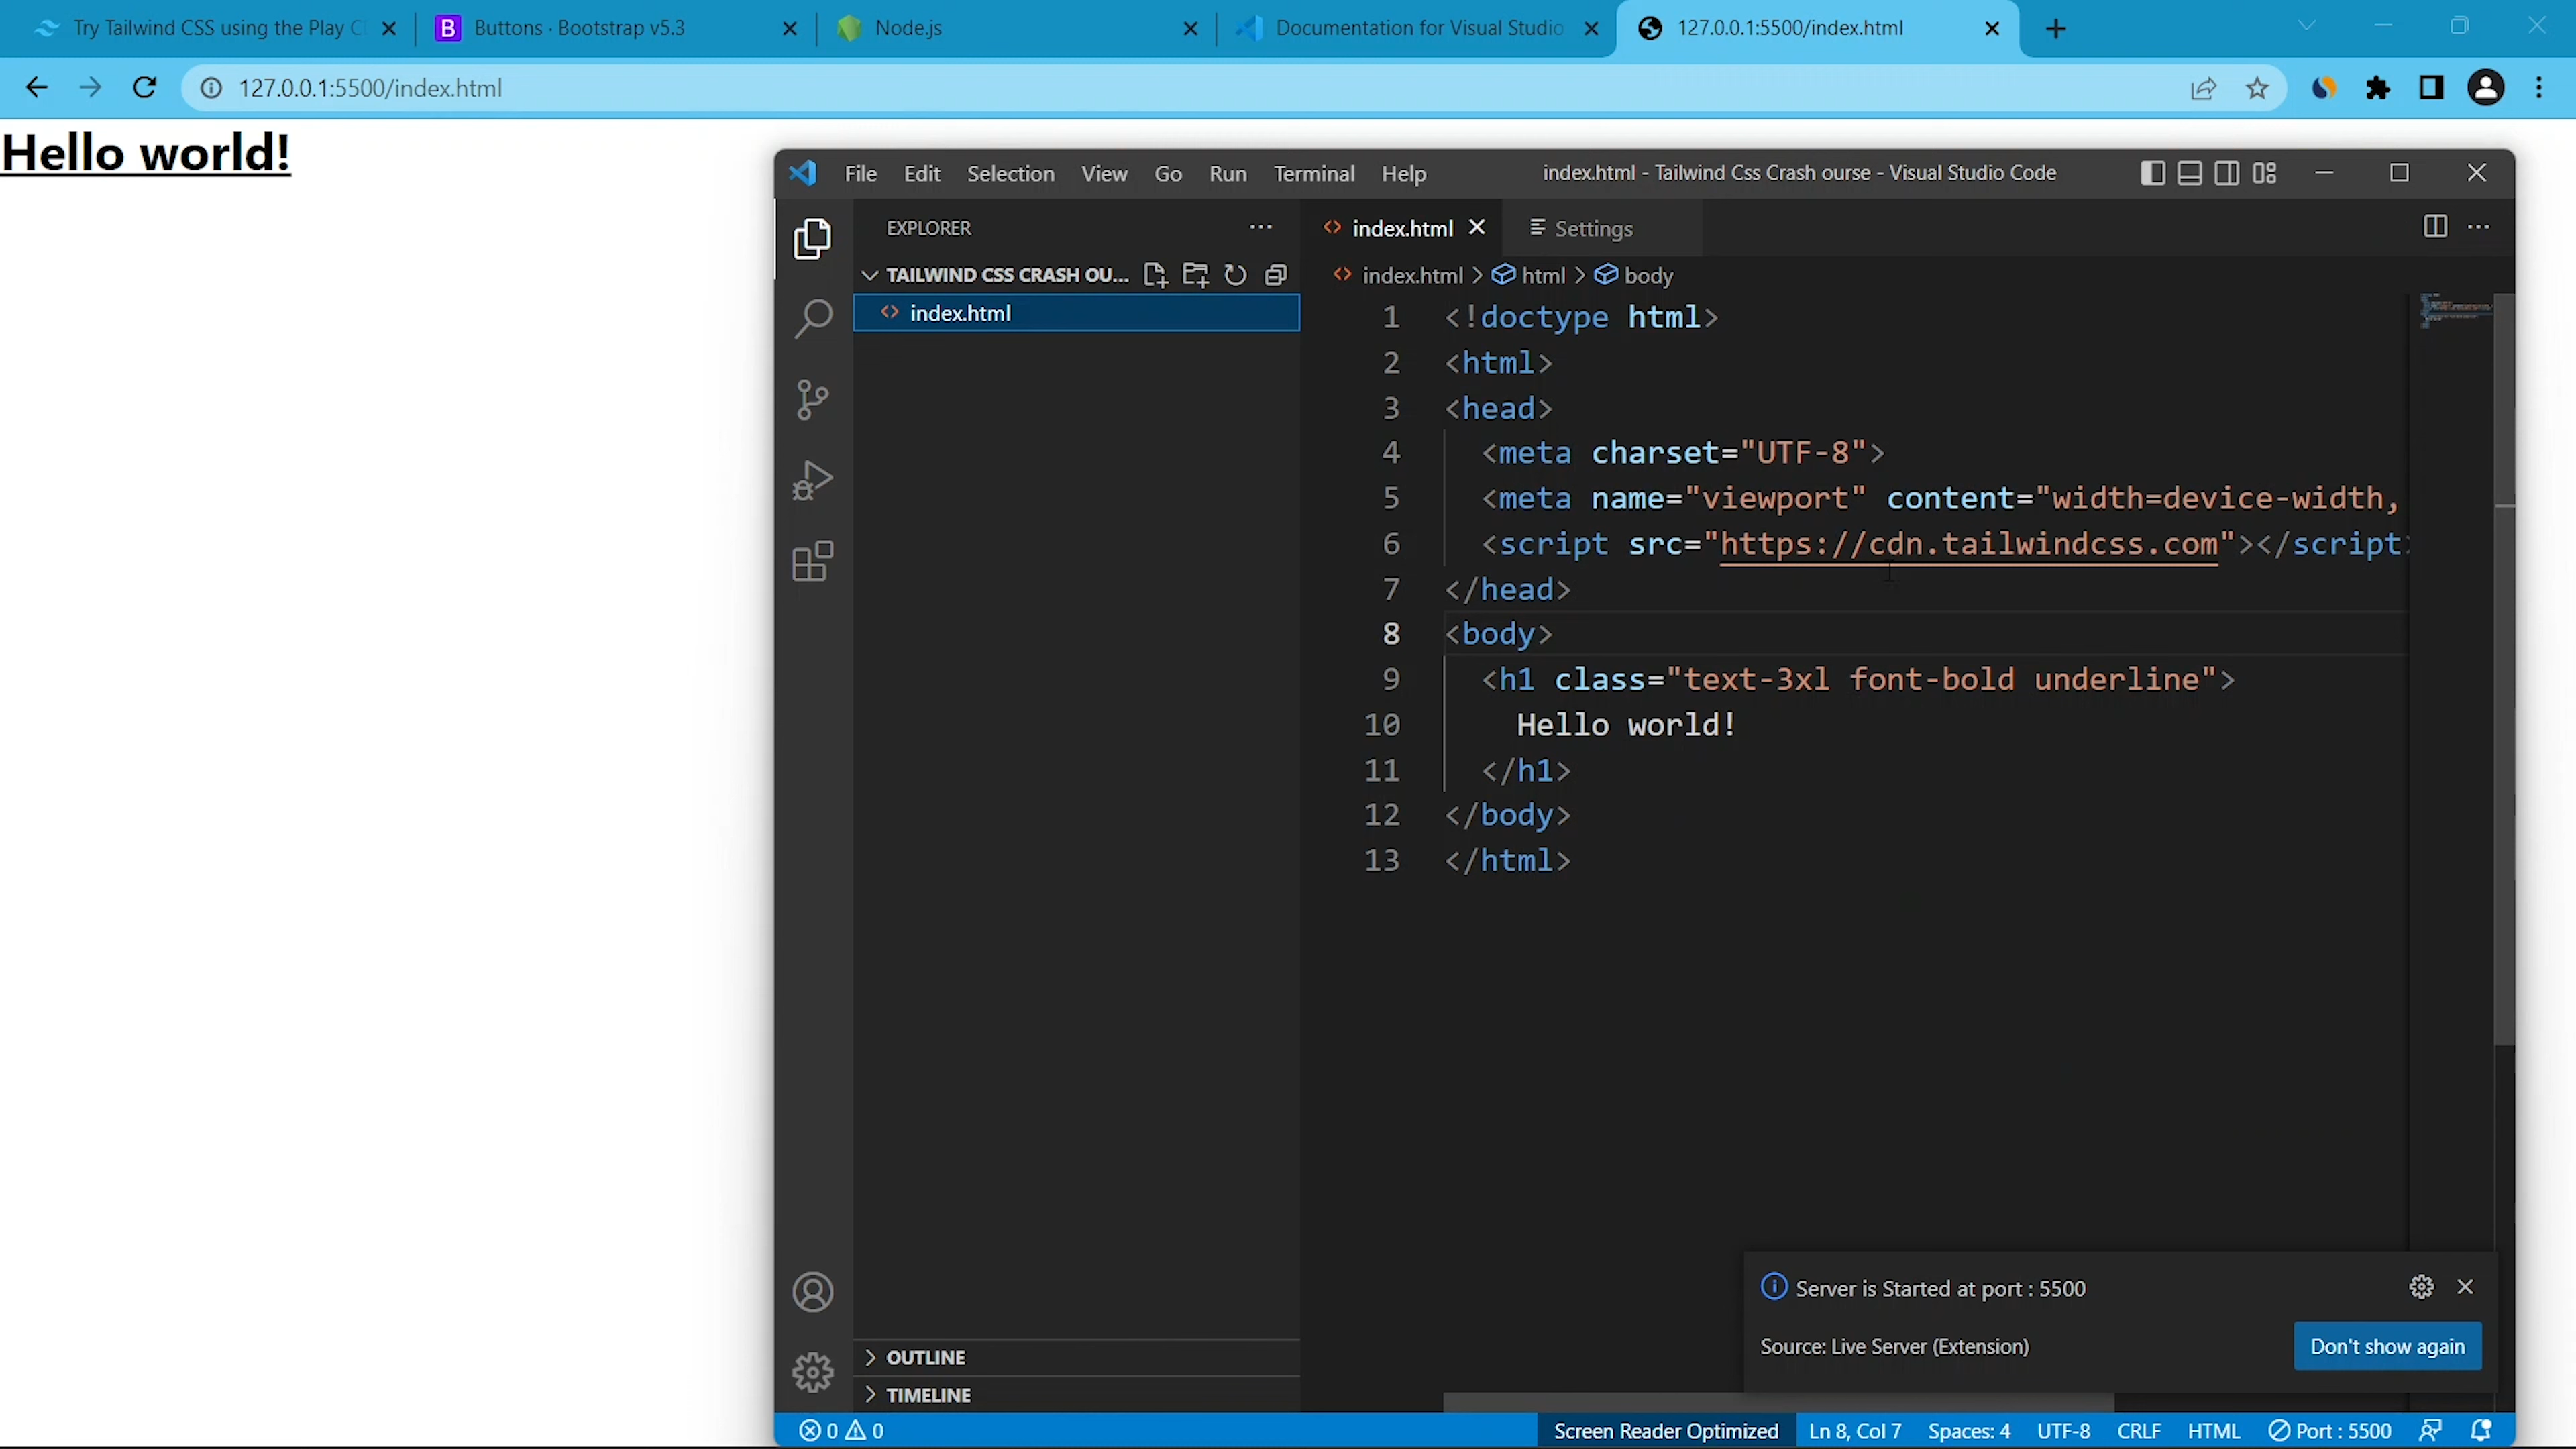 Try Tailwind CSS using the Play C
Buttons · Bootstrap v5.3
Node.js
Documentation for Visual Studio
127.0.0.1:5500/index.html
127.0.0.1:5500/index.html
Hello world!
File Edit Selection View Go Run Terminal Help
index.html - Tailwind Css Crash ourse - Visual Studio Code
EXPLORER
TAILWIND CSS CRASH OU...
index.html
index.html
Settings
index.html > html > body
1 <!doctype html>
2 <html>
3 <head>
4 <meta charset="UTF-8">
5 <meta name="viewport" content="width=device-width,
6 <script src="https://cdn.tailwindcss.com"></script>
7 </head>
8 <body>
9 <h1 class="text-3xl font-bold underline">
10 Hello world!
11 </h1>
12 </body>
13 </html>
Server is Started at port : 5500
Source: Live Server (Extension)
Don't show again
OUTLINE
TIMELINE
0 0
Screen Reader Optimized
Ln 8, Col 7
Spaces: 4
UTF-8
CRLF
HTML
Port : 5500